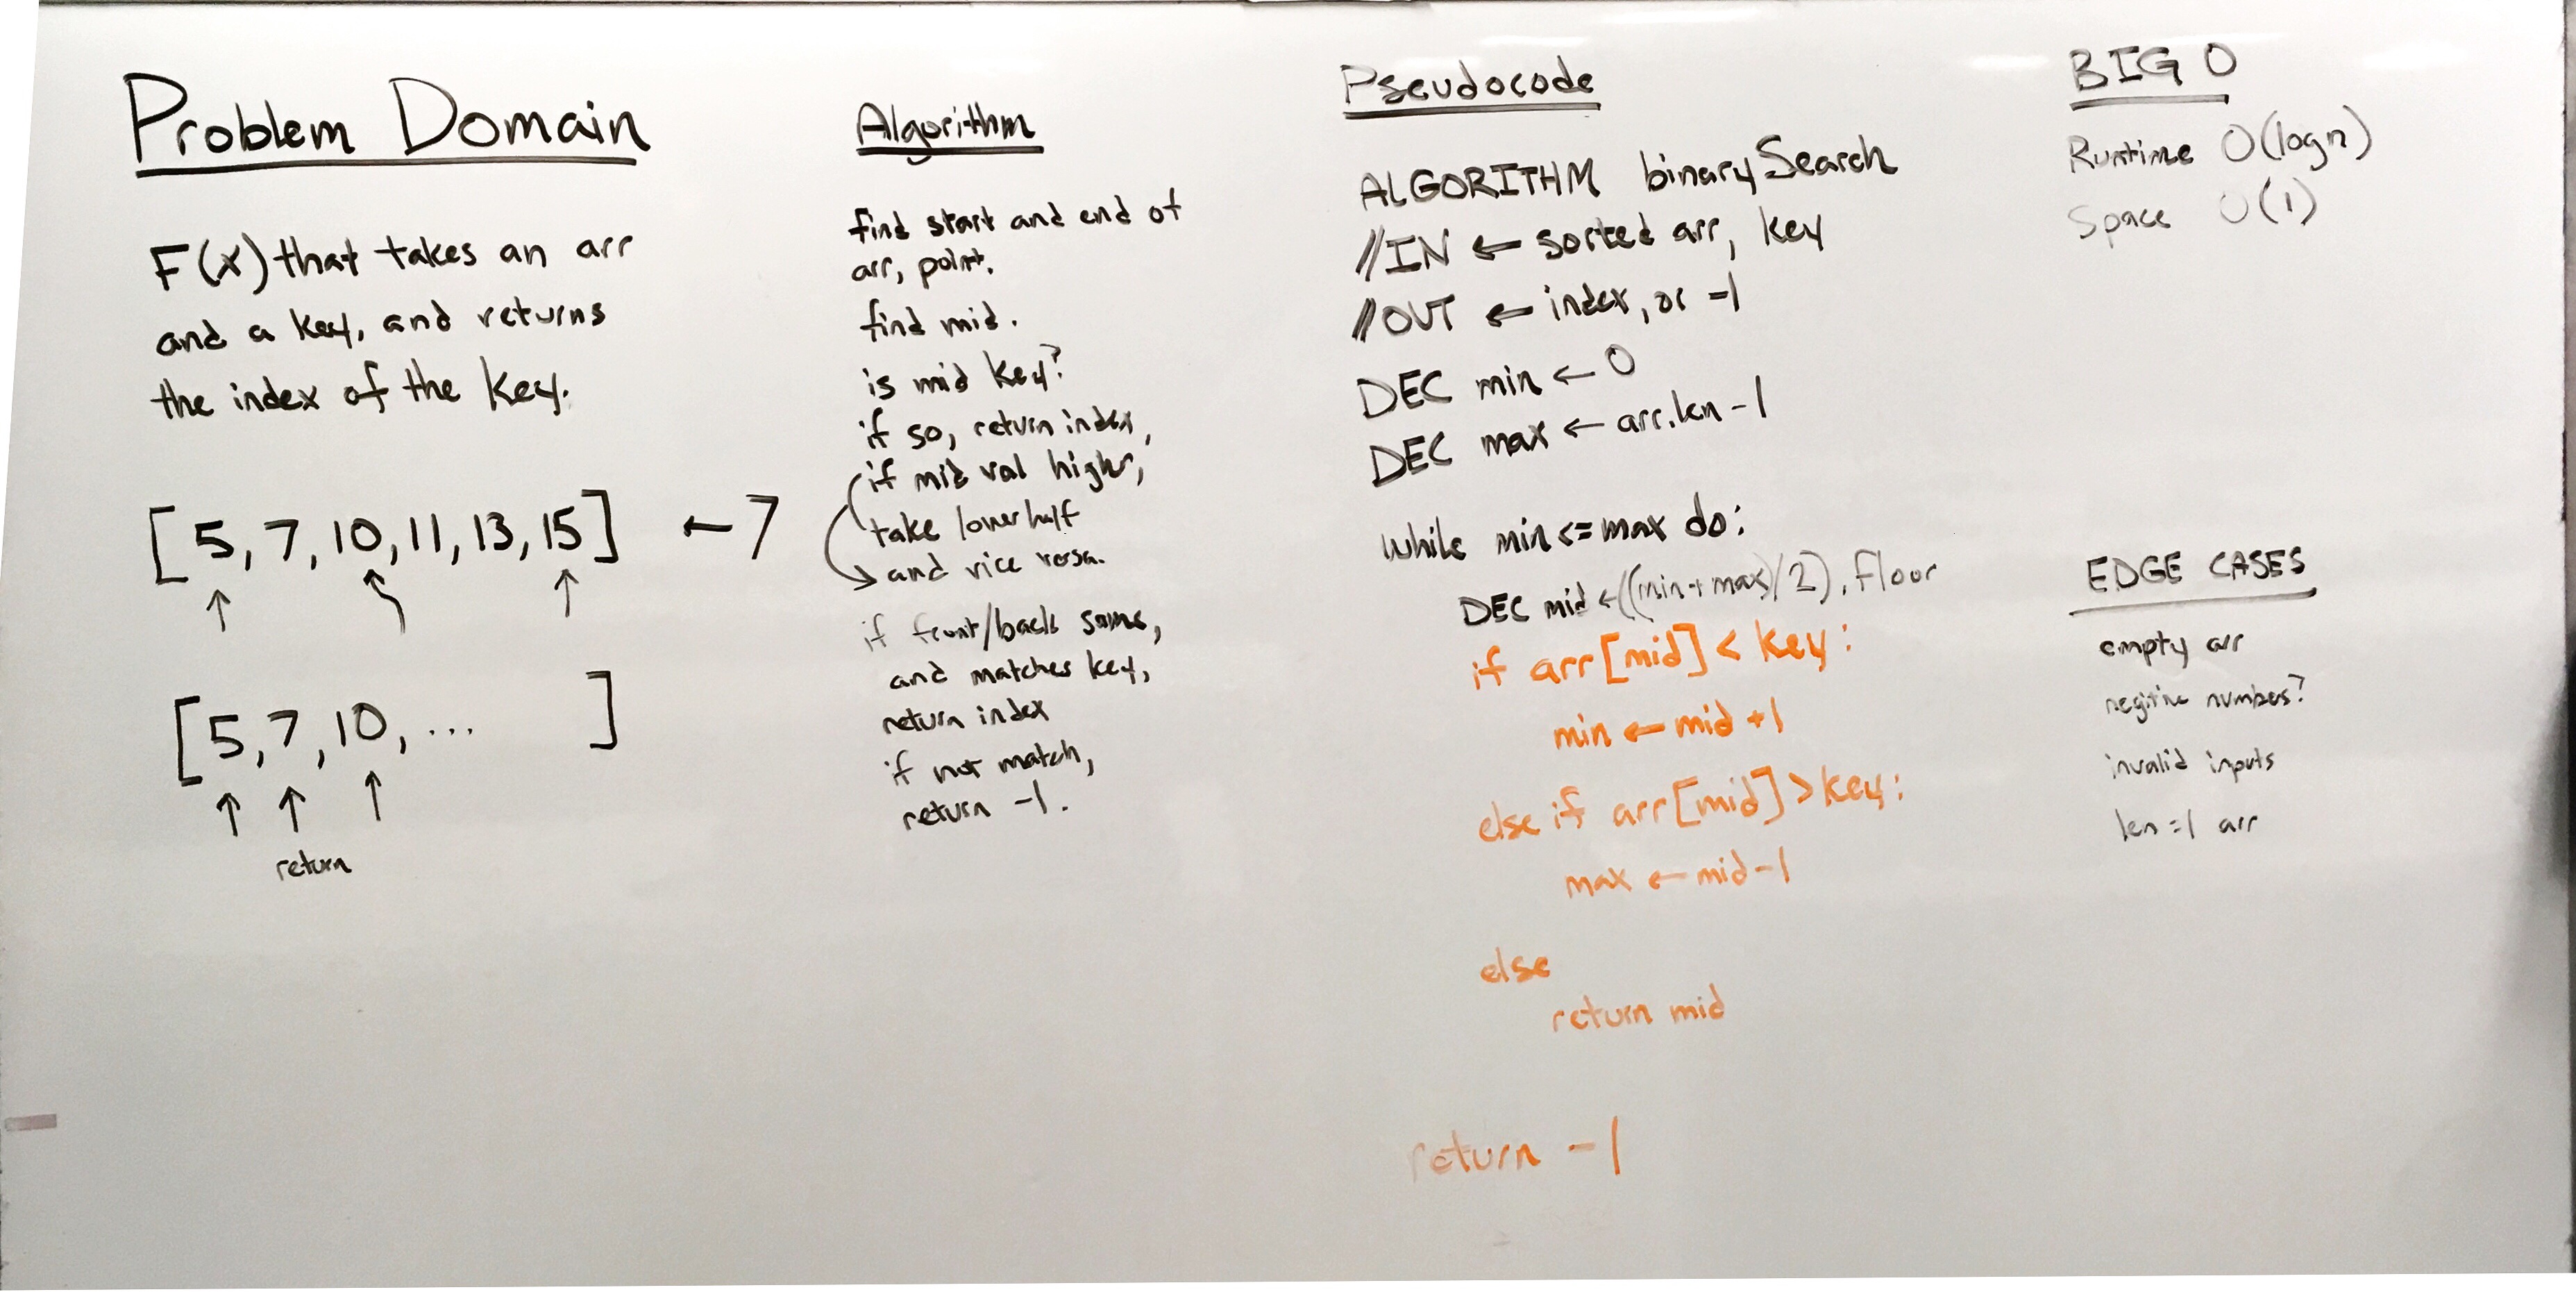 Problem Domain
F(x) that takes an arr
and a key, and returns
the index of the key.
[5, 7, 10, 11, 13, 15] ← 7
↑ ↑ ↑
[5, 7, 10, ... ]
↑ ↑ ↑
return
Algorithm
find start and end of
arr, point.
find mid.
is mid key?
if so, return index,
if mid val higher,
take lower half
and vice versa.
if front/back same,
and matches key,
return index
if not match,
return -1.
Pseudocode
ALGORITHM binarySearch
//IN ← sorted arr, key
//OUT ← index, or -1
DEC min ← 0
DEC max ← arr.len -1
while min <= max do:
DEC mid ← ((min + max)/2).floor
if arr[mid] < key:
min ← mid +1
else if arr[mid] > key:
max ← mid -1
else
return mid
return -1
BIG O
Runtime O(log n)
Space O(1)
EDGE CASES
empty arr
negitive numbers?
invalid inputs
len =1 arr